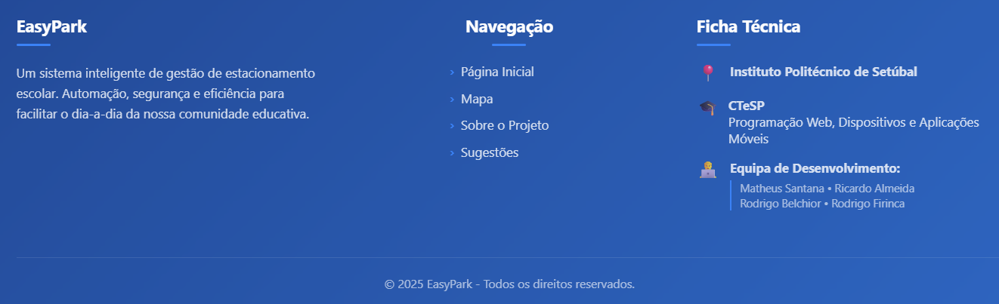 EasyPark
Um sistema inteligente de gestão de estacionamento
escolar. Automação, segurança e eficiência para
facilitar o dia-a-dia da nossa comunidade educativa.
Navegação
› Página Inicial
› Mapa
› Sobre o Projeto
› Sugestões
Ficha Técnica
Instituto Politécnico de Setúbal
CTeSP
Programação Web, Dispositivos e Aplicações
Móveis
Equipa de Desenvolvimento:
Matheus Santana • Ricardo Almeida
Rodrigo Belchior • Rodrigo Firinca
© 2025 EasyPark - Todos os direitos reservados.